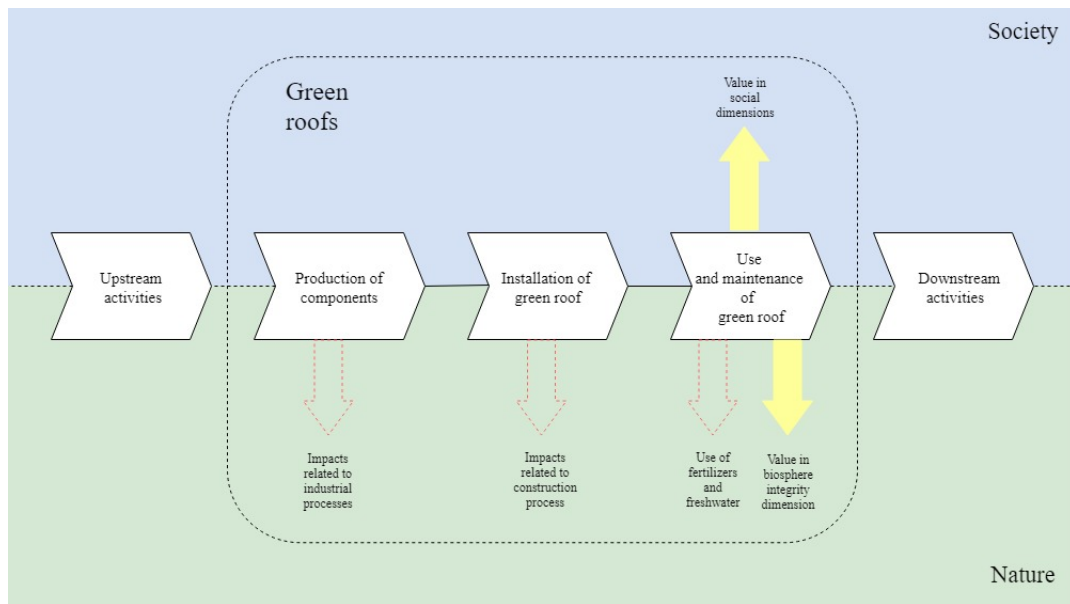 Society
Green
roofs
Value in
social
dimensions
Upstream
activities
Production of
components
Installation of
green roof
Use
and maintenance
of
green roof
Downstream
activities
Impacts
related to
industrial
processes
Impacts
related to
construction
process
Use of
fertilizers
and
freshwater
Value in
biosphere
integrity
dimension
Nature